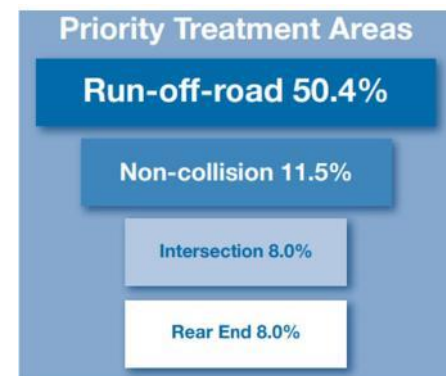 Priority Treatment Areas
Run-off-road 50.4%
Non-collision 11.5%
Intersection 8.0%
Rear End 8.0%